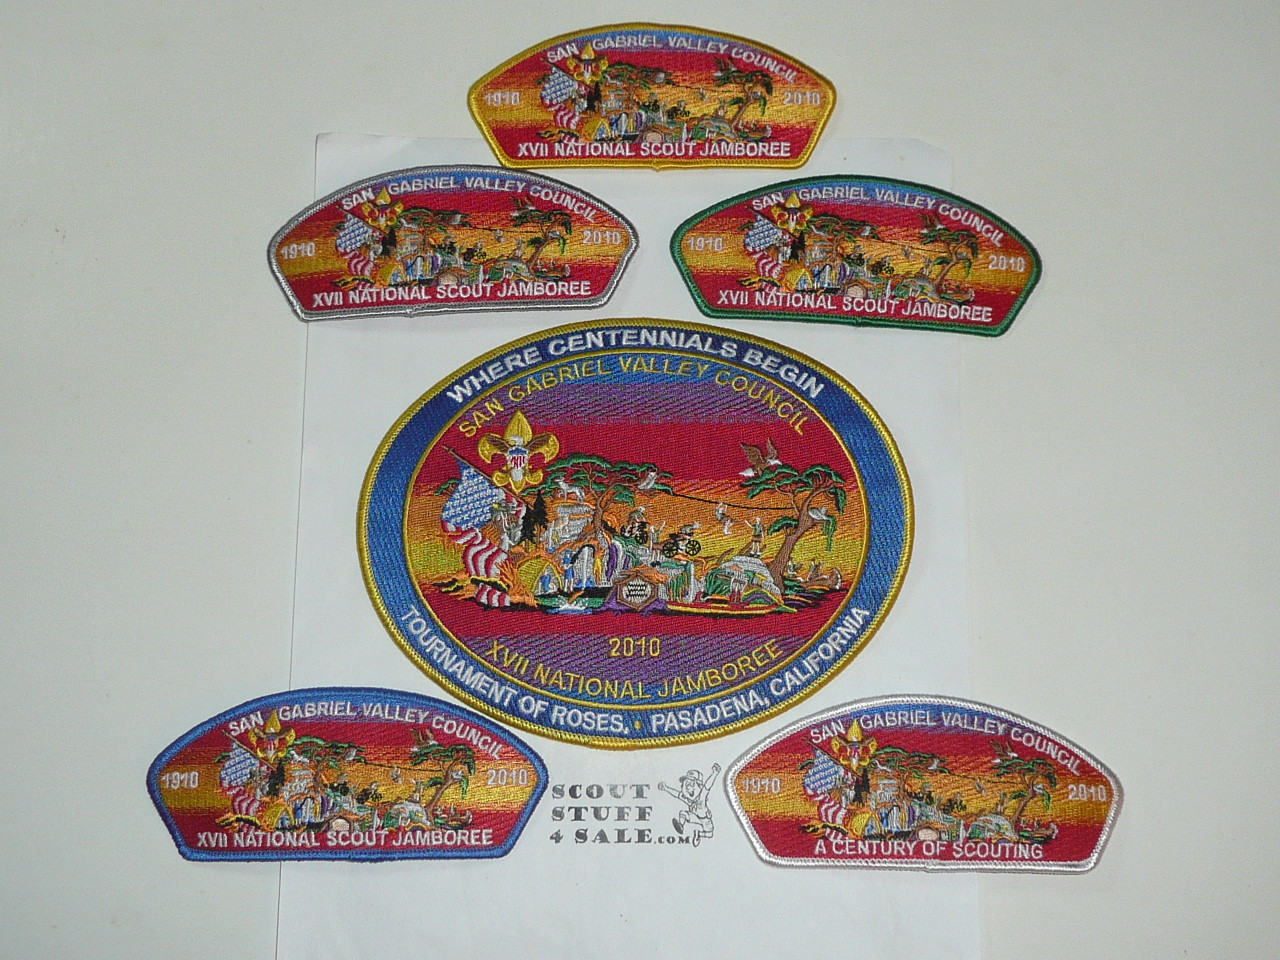 SAN GABRIEL VALLEY COUNCIL
1910 2010
XVII NATIONAL SCOUT JAMBOREE
SAN GABRIEL VALLEY COUNCIL
1910 2010
XVII NATIONAL SCOUT JAMBOREE
SAN GABRIEL VALLEY COUNCIL
1910 2010
XVII NATIONAL SCOUT JAMBOREE
WHERE CENTENNIALS BEGIN
SAN GABRIEL VALLEY COUNCIL
2010
XVII NATIONAL JAMBOREE
TOURNAMENT OF ROSES, • PASADENA, CALIFORNIA
SAN GABRIEL VALLEY COUNCIL
1910 2010
XVII NATIONAL SCOUT JAMBOREE
SCOUT
STUFF
4 SALE.COM
SAN GABRIEL VALLEY COUNCIL
1910 2010
A CENTURY OF SCOUTING